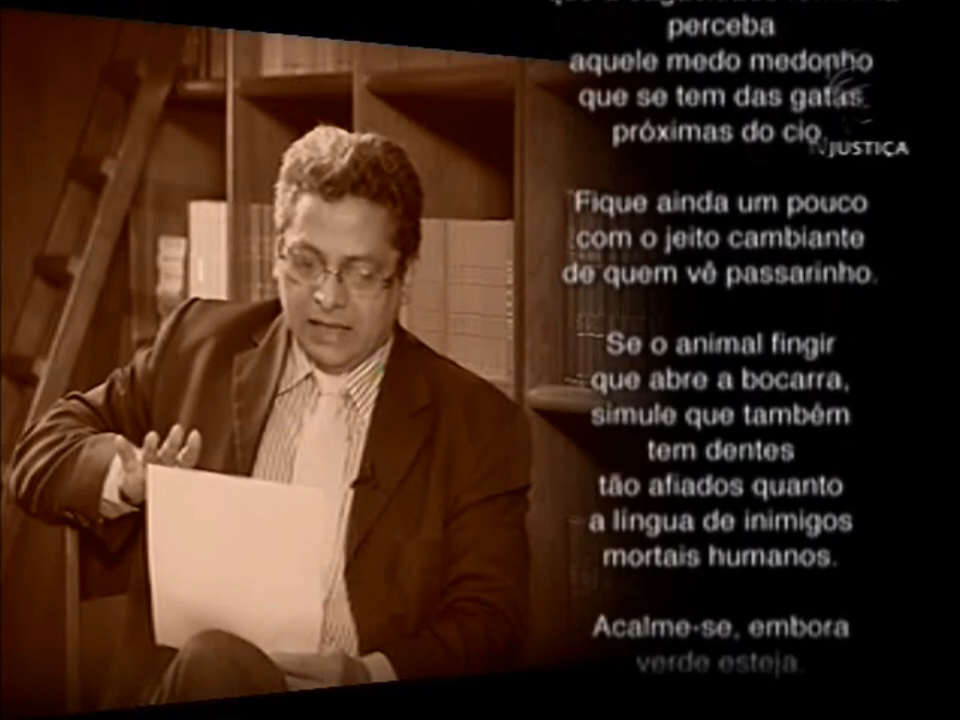 perceba
aquele medo medonho
que se tem das gatas
próximas do cio.
TVJUSTIÇA
Fique ainda um pouco
com o jeito cambiante
de quem vê passarinho.
Se o animal fingir
que abre a bocarra,
simule que também
tem dentes
tão afiados quanto
a língua de inimigos
mortais humanos.
Acalme-se, embora
verde esteja.